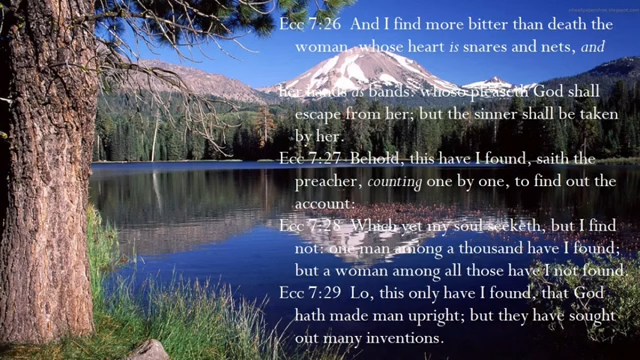 Ecc 7:26 And I find more bitter than death the
woman, whose heart is snares and nets, and
her hands as bands: whoso pleaseth God shall
escape from her; but the sinner shall be taken
by her.
Ecc 7:27 Behold, this have I found, saith the
preacher, counting one by one, to find out the
account:
Ecc 7:28 Which yet my soul seeketh, but I find
not: one man among a thousand have I found;
but a woman among all those have I not found.
Ecc 7:29 Lo, this only have I found, that God
hath made man upright; but they have sought
out many inventions.